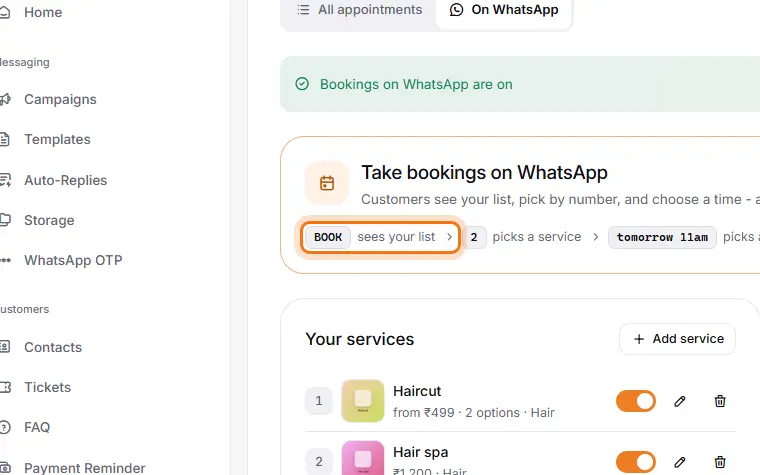 Home
Messaging
Campaigns
Templates
Auto-Replies
Storage
WhatsApp OTP
Customers
Contacts
Tickets
FAQ
Payment Reminder
All appointments
On WhatsApp
Bookings on WhatsApp are on
Take bookings on WhatsApp
Customers see your list, pick by number, and choose a time -
BOOK sees your list > 2 picks a service > tomorrow 11am picks
Your services
+ Add service
1
Haircut
from ₹499 · 2 options · Hair
2
Hair spa
₹1,200 · Hair